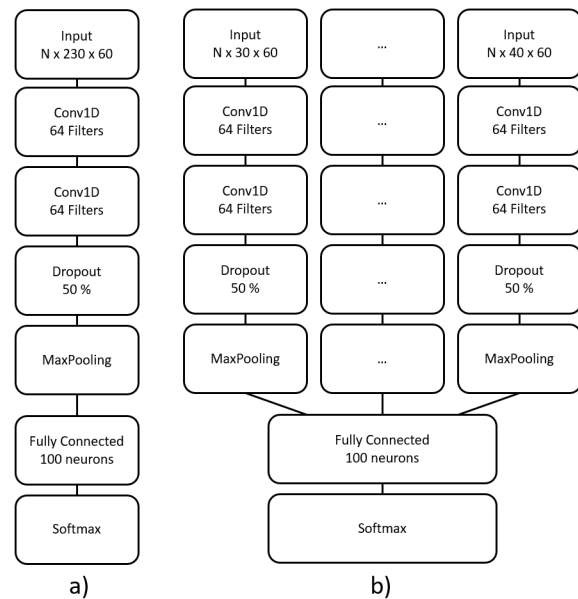 Input
N x 230 x 60
Conv1D
64 Filters
Conv1D
64 Filters
Dropout
50 %
MaxPooling
Fully Connected
100 neurons
Softmax
a)
Input
N x 30 x 60
Conv1D
64 Filters
Conv1D
64 Filters
Dropout
50 %
MaxPooling
...
...
...
...
...
Input
N x 40 x 60
Conv1D
64 Filters
Conv1D
64 Filters
Dropout
50 %
MaxPooling
Fully Connected
100 neurons
Softmax
b)